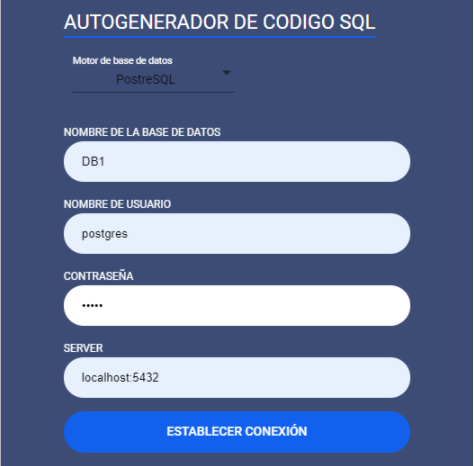 AUTOGENERADOR DE CODIGO SQL
Motor de base de datos
PostreSQL
NOMBRE DE LA BASE DE DATOS
DB1
NOMBRE DE USUARIO
postgres
CONTRASEÑA
•••••
SERVER
localhost:5432
ESTABLECER CONEXIÓN